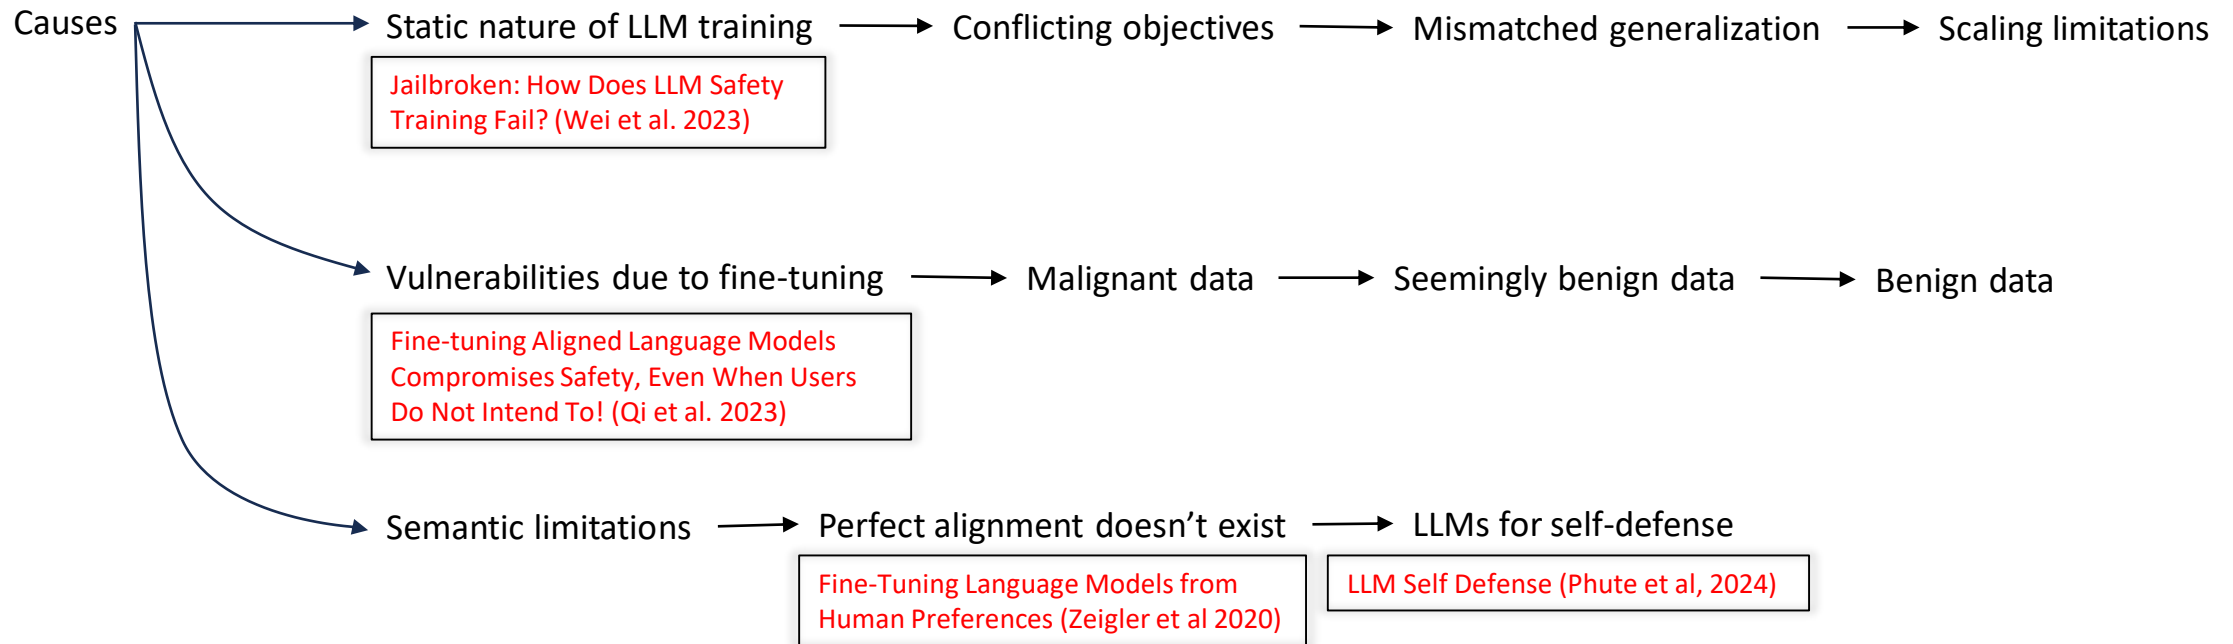 Causes
Static nature of LLM training
Conflicting objectives
Mismatched generalization
Scaling limitations
Jailbroken: How Does LLM Safety
Training Fail? (Wei et al. 2023)
Vulnerabilities due to fine-tuning
Malignant data
Seemingly benign data
Benign data
Fine-tuning Aligned Language Models
Compromises Safety, Even When Users
Do Not Intend To! (Qi et al. 2023)
Semantic limitations
Perfect alignment doesn’t exist
LLMs for self-defense
Fine-Tuning Language Models from
Human Preferences (Zeigler et al 2020)
LLM Self Defense (Phute et al, 2024)